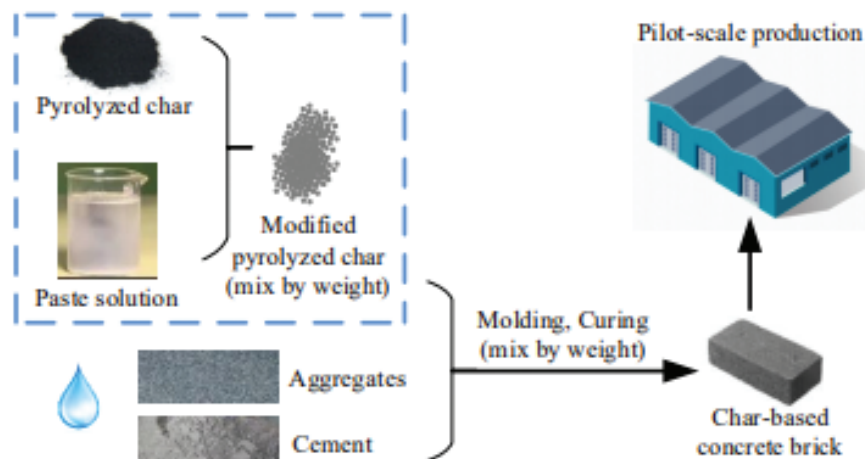 Pilot-scale production
Pyrolyzed char
Modified
pyrolyzed char
(mix by weight)
Paste solution
Molding, Curing
(mix by weight)
Aggregates
Cement
Char-based
concrete brick